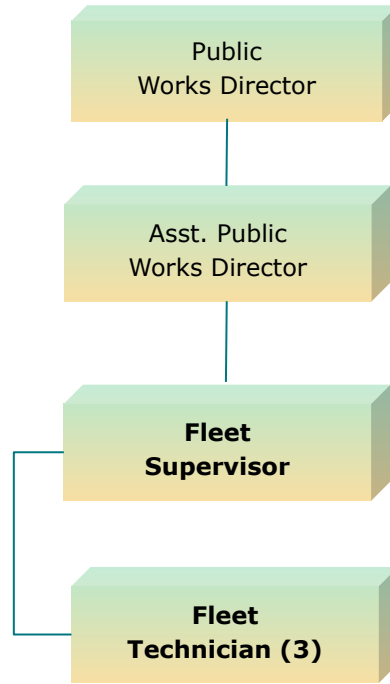 Public
Works Director
Asst. Public
Works Director
Fleet
Supervisor
Fleet
Technician (3)